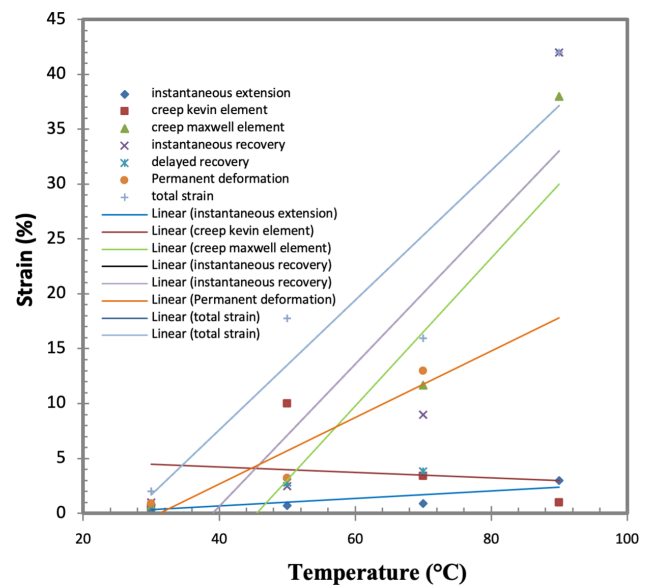 45
40
35
30
25
20
15
10
5
0
Strain (%)
instantaneous extension
creep kevin element
creep maxwell element
instantaneous recovery
delayed recovery
Permanent deformation
total strain
Linear (instantaneous extension)
Linear (creep kevin element)
Linear (creep maxwell element)
Linear (instantaneous recovery)
Linear (instantaneous recovery)
Linear (Permanent deformation)
Linear (total strain)
Linear (total strain)
20 40 60 80 100
Temperature (°C)